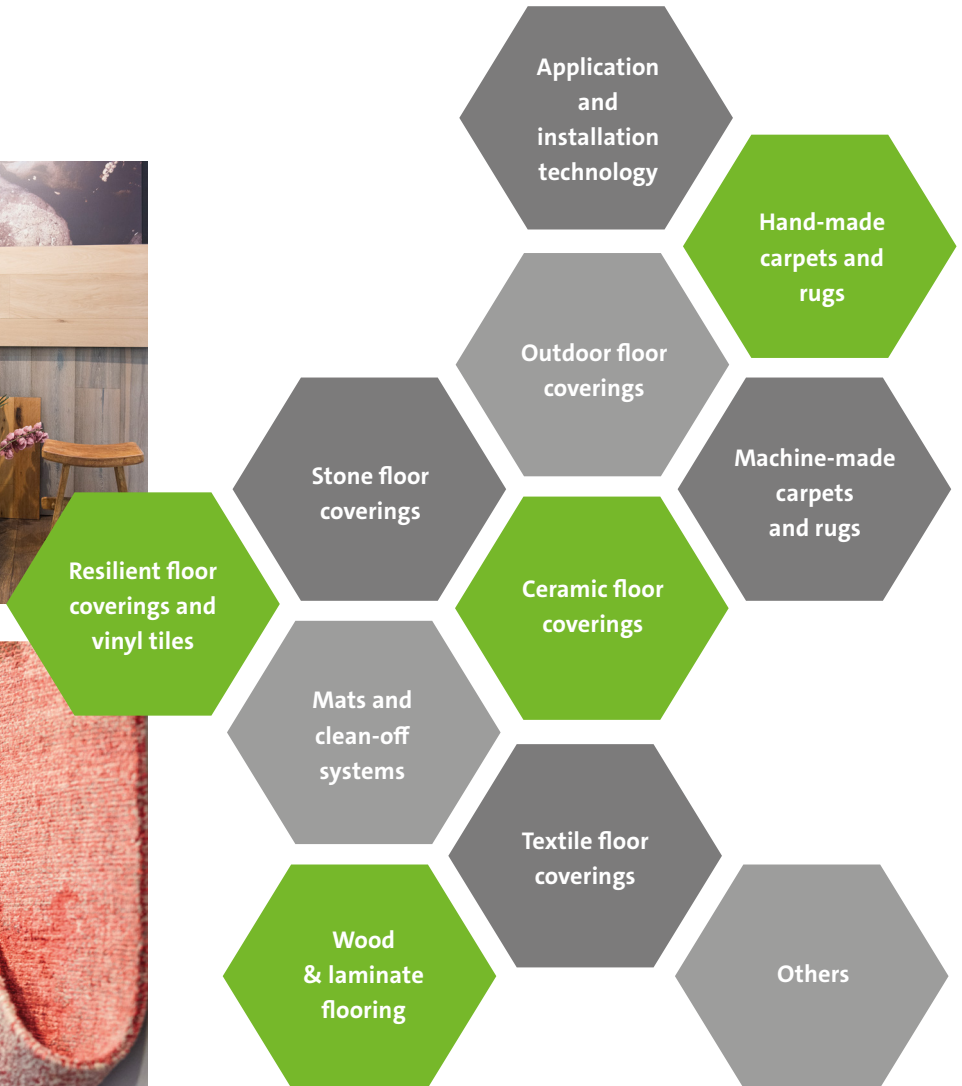 Application
and
installation
technology
Hand-made
carpets and
rugs
Outdoor floor
coverings
Machine-made
carpets
and rugs
Stone floor
coverings
Resilient floor
coverings and
vinyl tiles
Ceramic floor
coverings
Mats and
clean-off
systems
Textile floor
coverings
Wood
& laminate
flooring
Others